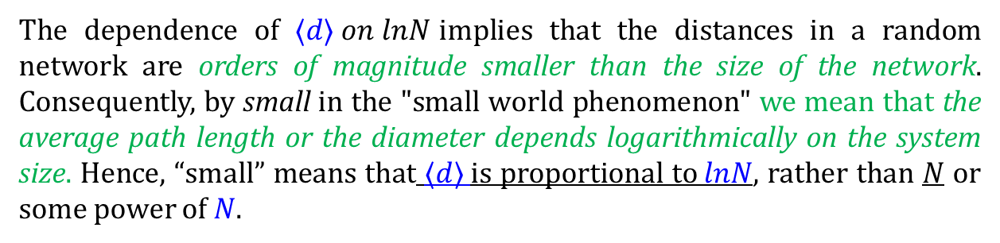 The dependence of ⟨d⟩ on lnN implies that the distances in a random
network are orders of magnitude smaller than the size of the network.
Consequently, by small in the "small world phenomenon" we mean that the
average path length or the diameter depends logarithmically on the system
size. Hence, “small” means that ⟨d⟩ is proportional to lnN, rather than N or
some power of N.